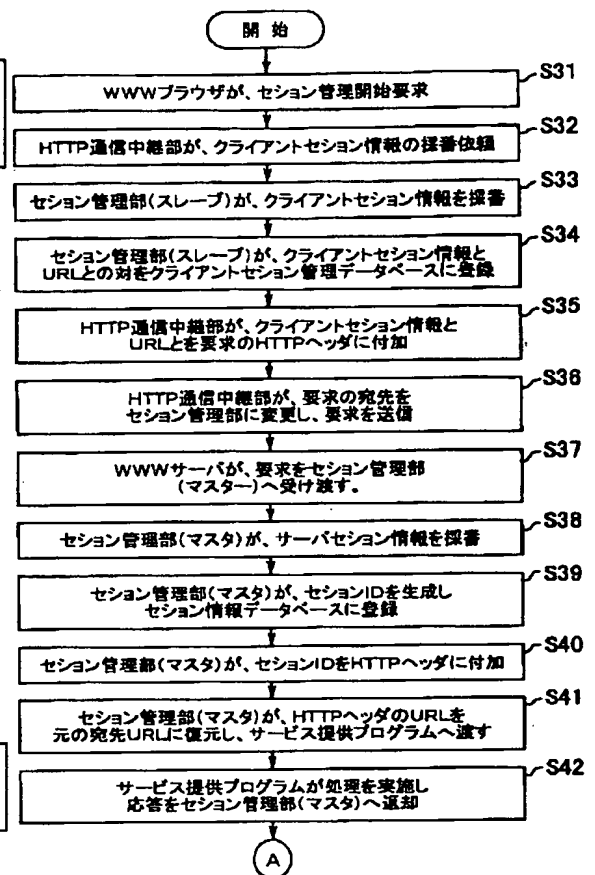 開 始
S31
WWWブラウザが、セション管理開始要求
S32
HTTP通信中継部が、クライアントセション情報の採番依頼
S33
セション管理部(スレーブ)が、クライアントセション情報を採番
S34
セション管理部(スレーブ)が、クライアントセション情報と
URLとの対をクライアントセション管理データベースに登録
S35
HTTP通信中継部が、クライアントセション情報と
URLとを要求のHTTPヘッダに付加
S36
HTTP通信中継部が、要求の宛先を
セション管理部に変更し、要求を送信
S37
WWWサーバが、要求をセション管理部
(マスター)へ受け渡す。
S38
セション管理部(マスタ)が、サーバセション情報を採番
S39
セション管理部(マスタ)が、セションIDを生成し
セション情報データベースに登録
S40
セション管理部(マスタ)が、セションIDをHTTPヘッダに付加
S41
セション管理部(マスタ)が、HTTPヘッダのURLを
元の宛先URLに復元し、サービス提供プログラムへ渡す
S42
サービス提供プログラムが処理を実施し
応答をセション管理部(マスタ)へ返却
A